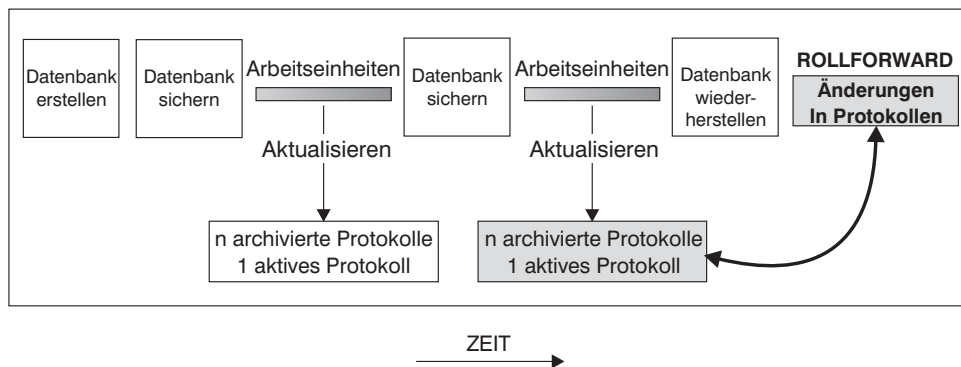 Datenbank
erstellen
Datenbank
sichern
Arbeitseinheiten
Aktualisieren
n archivierte Protokolle
1 aktives Protokoll
Datenbank
sichern
Arbeitseinheiten
Aktualisieren
n archivierte Protokolle
1 aktives Protokoll
Datenbank
wieder-
herstellen
ROLLFORWARD
Änderungen
In Protokollen
ZEIT